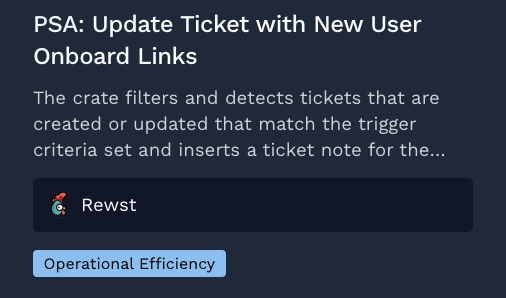 PSA: Update Ticket with New User
Onboard Links
The crate filters and detects tickets that are
created or updated that match the trigger
criteria set and inserts a ticket note for the...
Rewst
Operational Efficiency